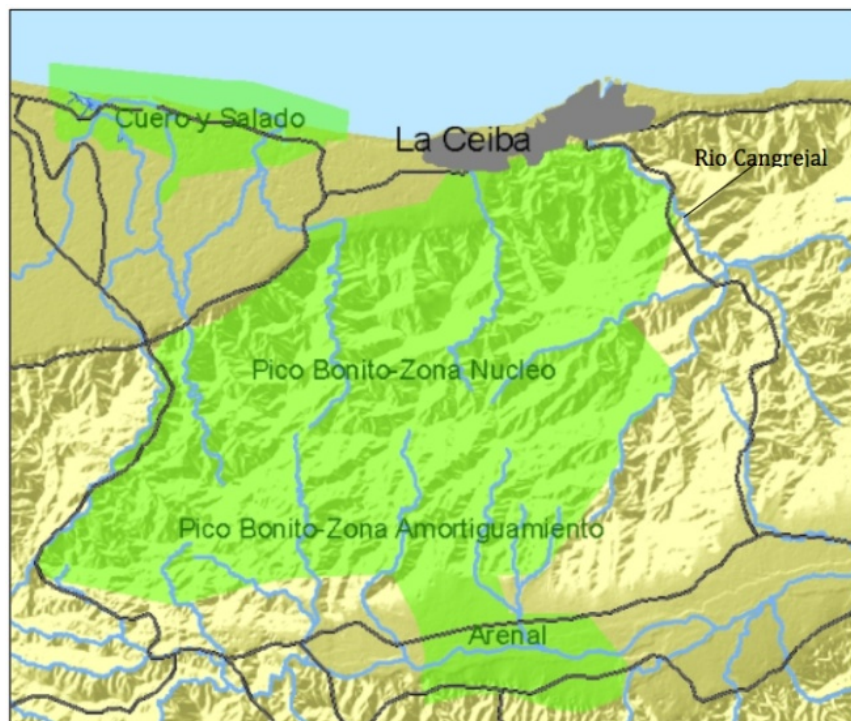 Cuero y Salado
La Ceiba
Rio Cangrejal
Pico Bonito-Zona Nucleo
Pico Bonito-Zona Amortiguamiento
Arenal